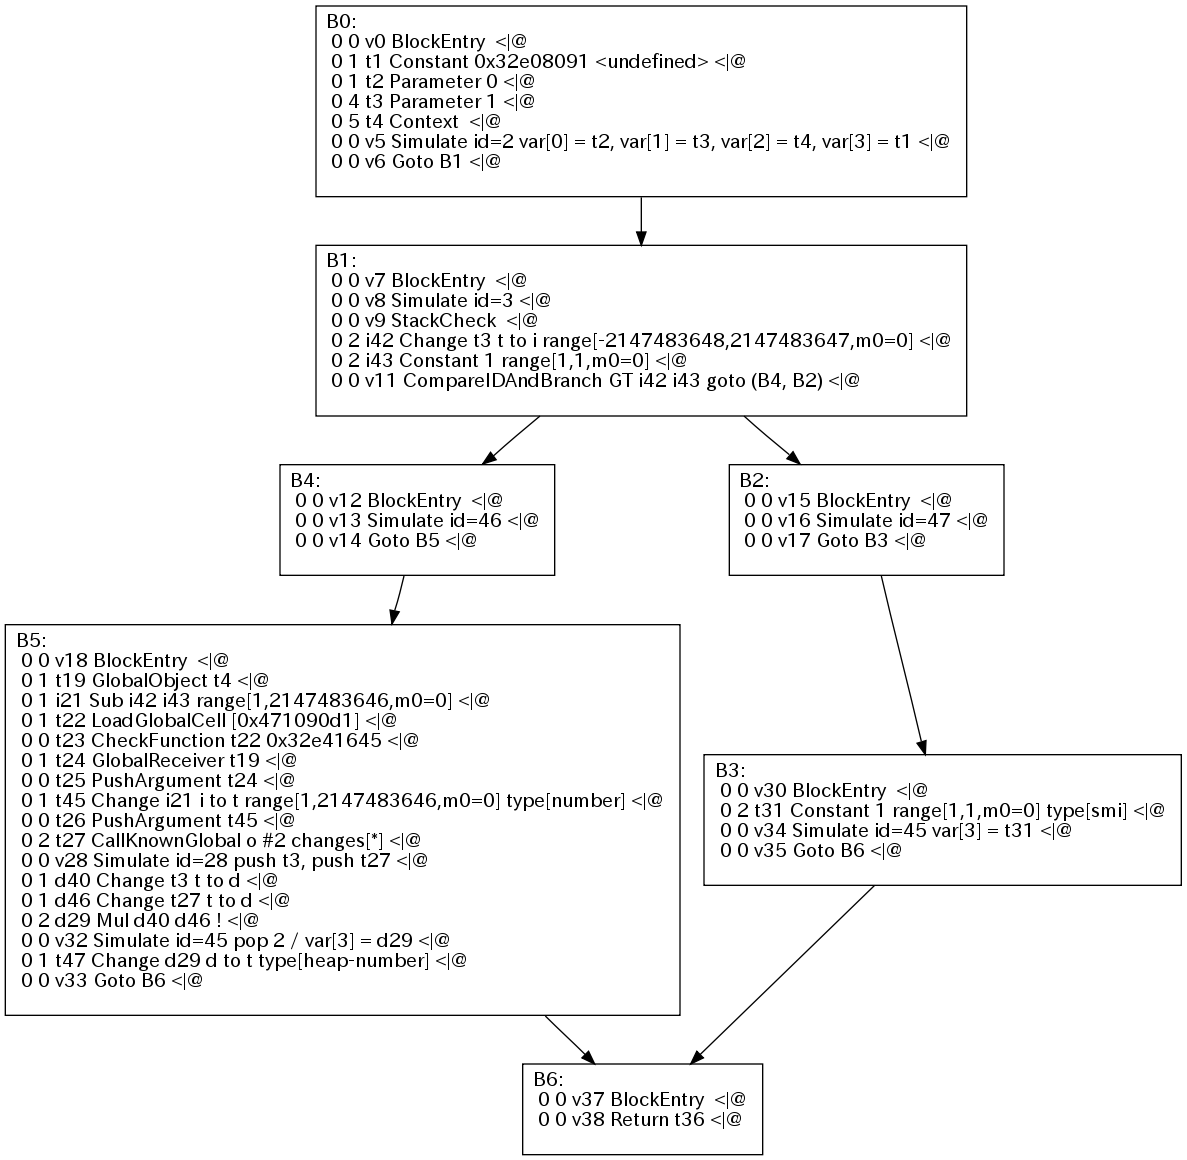 B0:
0 0 v0 BlockEntry <|@
0 1 t1 Constant 0x32e08091 <undefined> <|@
0 1 t2 Parameter 0 <|@
0 4 t3 Parameter 1 <|@
0 5 t4 Context <|@
0 0 v5 Simulate id=2 var[0] = t2, var[1] = t3, var[2] = t4, var[3] = t1 <|@
0 0 v6 Goto B1 <|@
B1:
0 0 v7 BlockEntry <|@
0 0 v8 Simulate id=3 <|@
0 0 v9 StackCheck <|@
0 2 i42 Change t3 t to i range[-2147483648,2147483647,m0=0] <|@
0 2 i43 Constant 1 range[1,1,m0=0] <|@
0 0 v11 CompareIDAndBranch GT i42 i43 goto (B4, B2) <|@
B4:
0 0 v12 BlockEntry <|@
0 0 v13 Simulate id=46 <|@
0 0 v14 Goto B5 <|@
B2:
0 0 v15 BlockEntry <|@
0 0 v16 Simulate id=47 <|@
0 0 v17 Goto B3 <|@
B5:
0 0 v18 BlockEntry <|@
0 1 t19 GlobalObject t4 <|@
0 1 i21 Sub i42 i43 range[1,2147483646,m0=0] <|@
0 1 t22 LoadGlobalCell [0x471090d1] <|@
0 0 t23 CheckFunction t22 0x32e41645 <|@
0 1 t24 GlobalReceiver t19 <|@
0 0 t25 PushArgument t24 <|@
0 1 t45 Change i21 i to t range[1,2147483646,m0=0] type[number] <|@
0 0 t26 PushArgument t45 <|@
0 2 t27 CallKnownGlobal o #2 changes[*] <|@
0 0 v28 Simulate id=28 push t3, push t27 <|@
0 1 d40 Change t3 t to d <|@
0 1 d46 Change t27 t to d <|@
0 2 d29 Mul d40 d46 ! <|@
0 0 v32 Simulate id=45 pop 2 / var[3] = d29 <|@
0 1 t47 Change d29 d to t type[heap-number] <|@
0 0 v33 Goto B6 <|@
B3:
0 0 v30 BlockEntry <|@
0 2 t31 Constant 1 range[1,1,m0=0] type[smi] <|@
0 0 v34 Simulate id=45 var[3] = t31 <|@
0 0 v35 Goto B6 <|@
B6:
0 0 v37 BlockEntry <|@
0 0 v38 Return t36 <|@